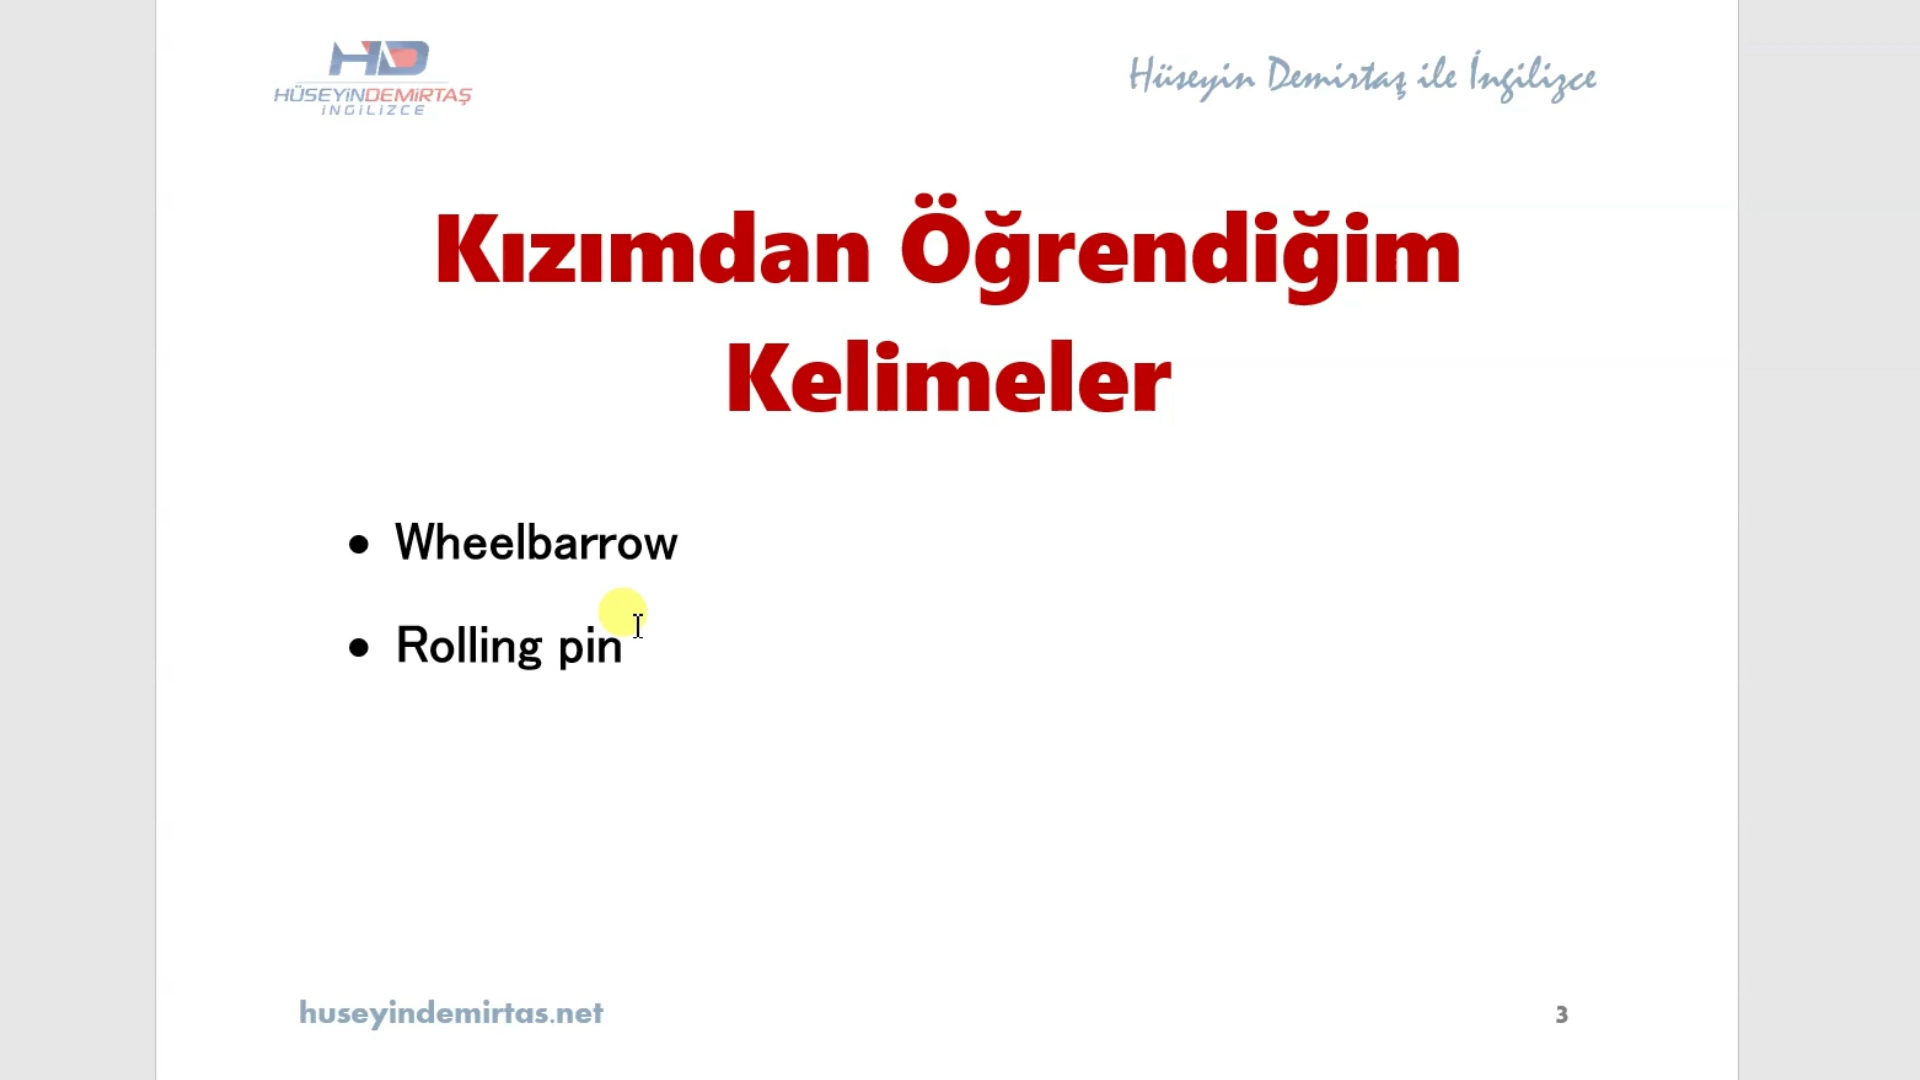 HD
HÜSEYİNDEMİRTAŞ
İNGİLİZCE
Hüseyin Demirtaş ile İngilizce
Kızımdan Öğrendiğim
Kelimeler
• Wheelbarrow
• Rolling pin
huseyindemirtas.net
3